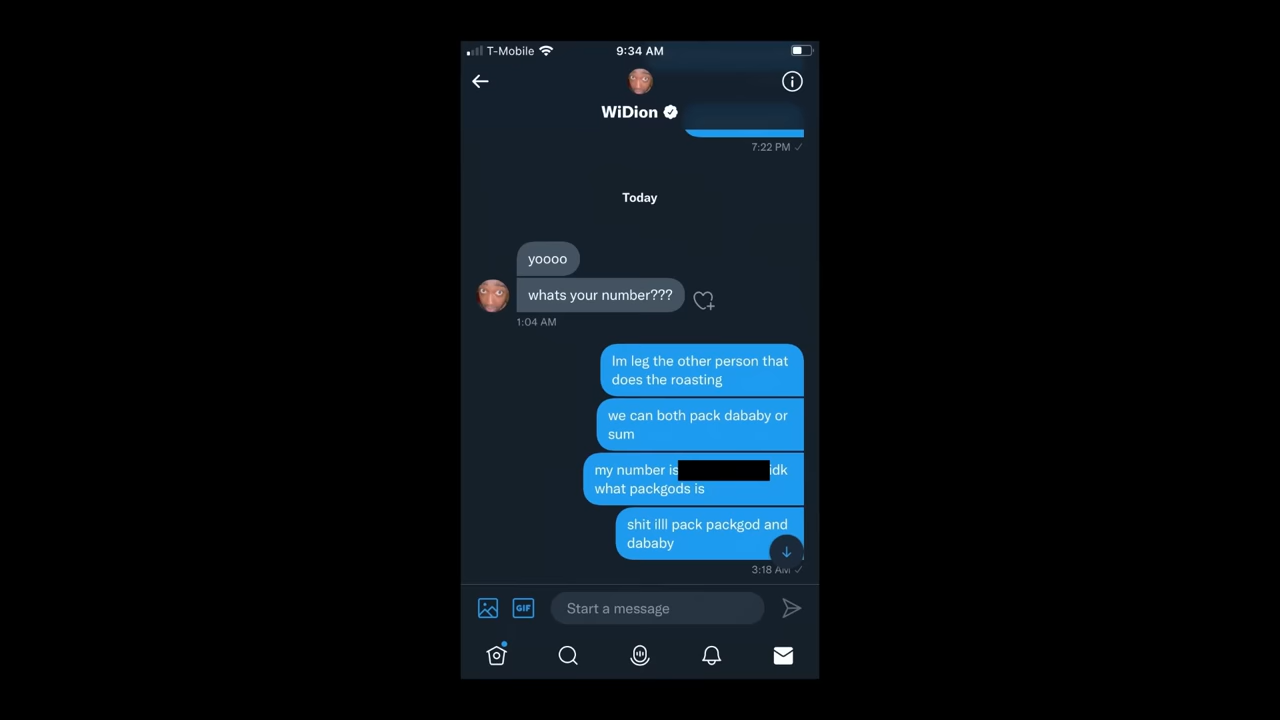 T-Mobile
9:34 AM
WiDion
7:22 PM
Today
yoooo
whats your number???
1:04 AM
Im leg the other person that
does the roasting
we can both pack dababy or
sum
my number is idk
what packgods is
shit illl pack packgod and
dababy
3:18 AM
GIF
Start a message